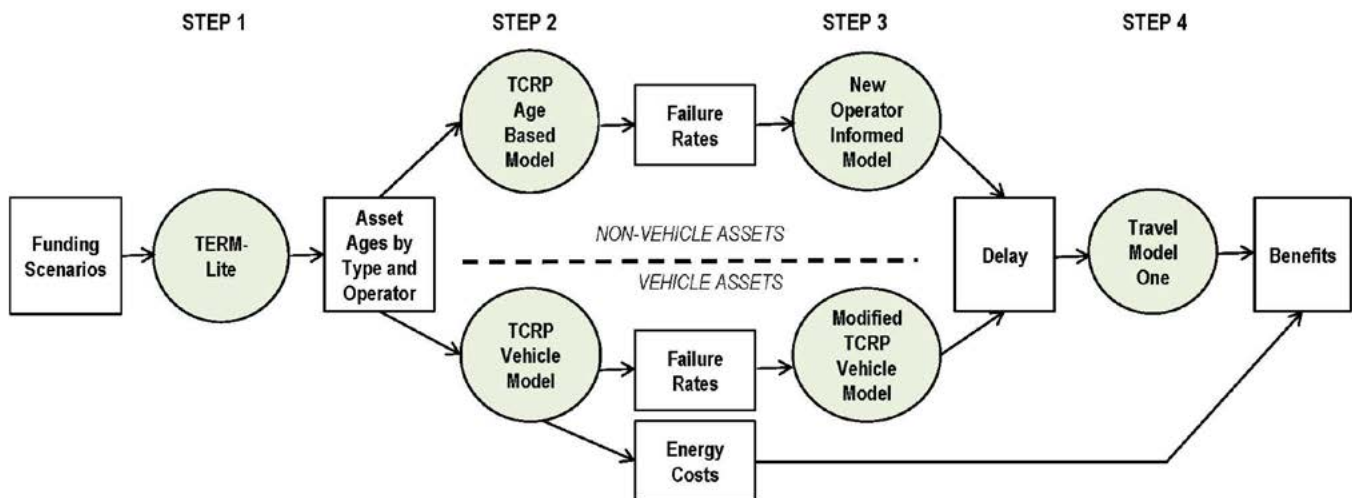 STEP 1
STEP 2
STEP 3
STEP 4
Funding
Scenarios
TERM-
Lite
Asset
Ages by
Type and
Operator
TCRP
Age
Based
Model
Failure
Rates
New
Operator
Informed
Model
NON-VEHICLE ASSETS
VEHICLE ASSETS
TCRP
Vehicle
Model
Failure
Rates
Modified
TCRP
Vehicle
Model
Energy
Costs
Delay
Travel
Model
One
Benefits